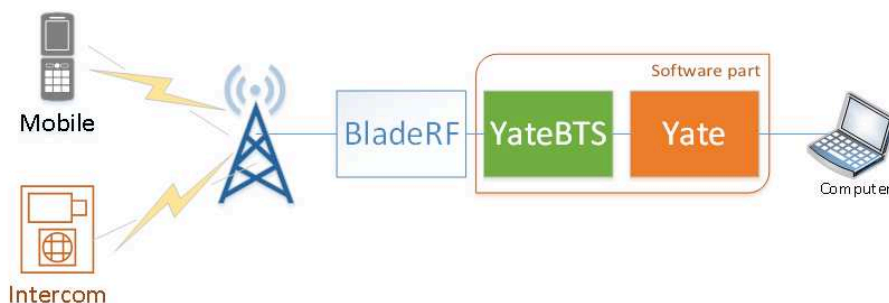 Software part
Mobile
BladeRF
YateBTS
Yate
Computer
Intercom